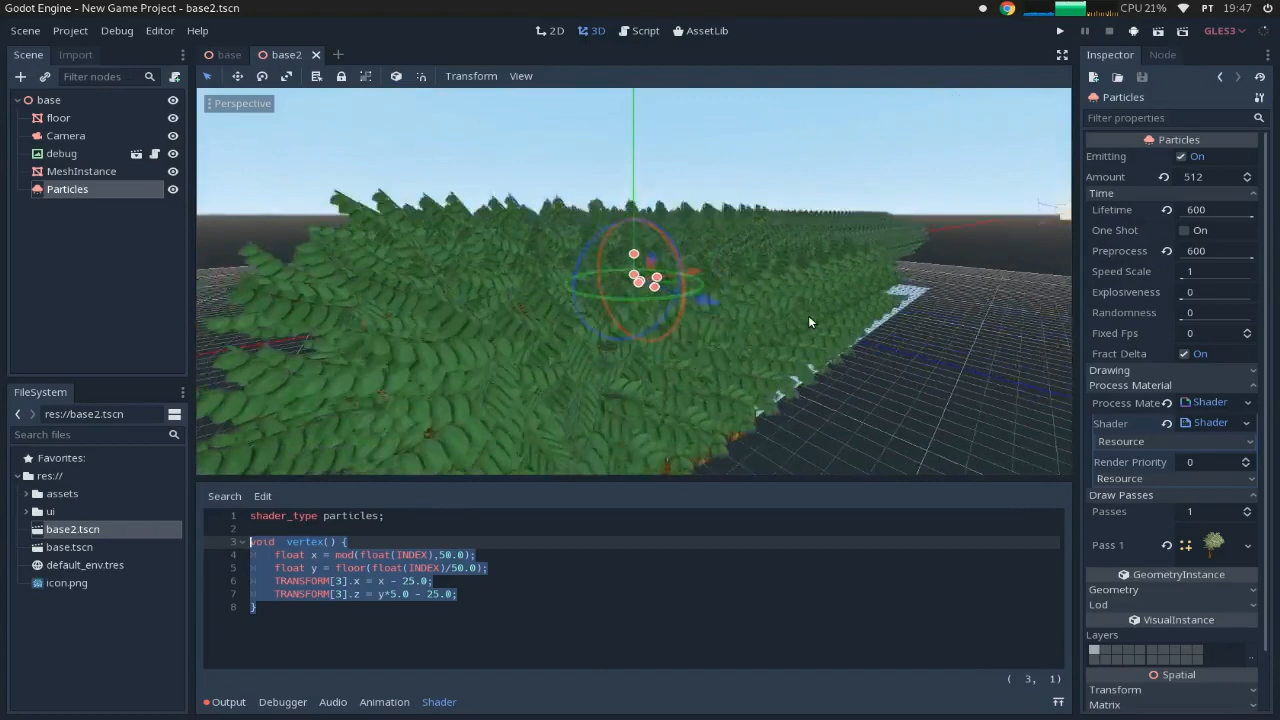 Godot Engine - New Game Project - base2.tscn
CPU 21%
PT
19:47
Scene Project Debug Editor Help
2D 3D Script AssetLib
GLES3
Scene Import
base base2
Inspector Node
Filter nodes
Transform View
base
floor
Camera
debug
MeshInstance
Particles
Perspective
FileSystem
res://base2.tscn
Search files
Favorites:
res://
assets
ui
base2.tscn
base.tscn
default_env.tres
icon.png
Search Edit
1 shader_type particles;
2
3 void vertex() {
4 float x = mod(float(INDEX),50.0);
5 float y = floor(float(INDEX)/50.0);
6 TRANSFORM[3].x = x - 25.0;
7 TRANSFORM[3].z = y*5.0 - 25.0;
8 }
( 3, 1)
Output Debugger Audio Animation Shader
Particles
Filter properties
Particles
Emitting On
Amount 512
Time
Lifetime 600
One Shot On
Preprocess 600
Speed Scale 1
Explosiveness 0
Randomness 0
Fixed Fps 0
Fract Delta On
Drawing
Process Material
Process Mate Shader
Shader Shader
Resource
Render Priority 0
Resource
Draw Passes
Passes 1
Pass 1
GeometryInstance
Geometry
Lod
VisualInstance
Layers
..
Spatial
Transform
Matrix